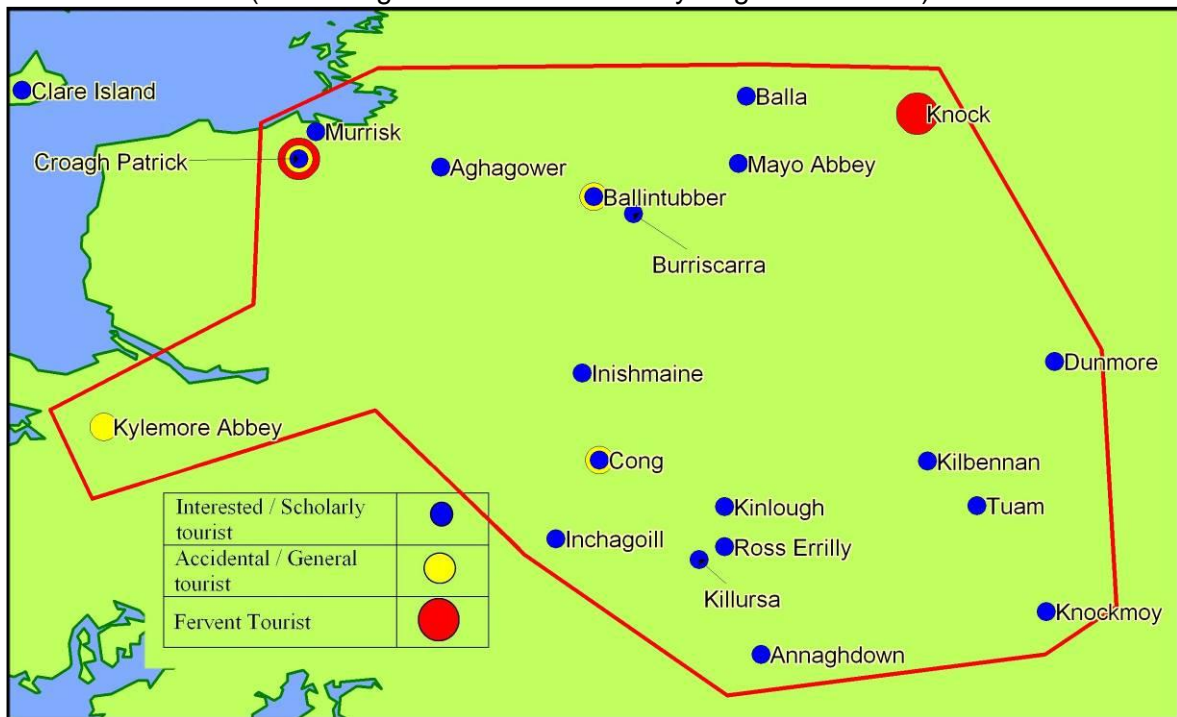 Clare Island
Balla
Knock
Murrisk
Croagh Patrick
Aghagower
Mayo Abbey
Ballintubber
Burriscarra
Dunmore
Inishmaine
Kylemore Abbey
Cong
Kilbennan
Interested / Scholarly
tourist
Accidental / General
tourist
Fervent Tourist
Kinlough
Tuam
Inchagoill
Ross Errilly
Killursa
Knockmoy
Annaghdown